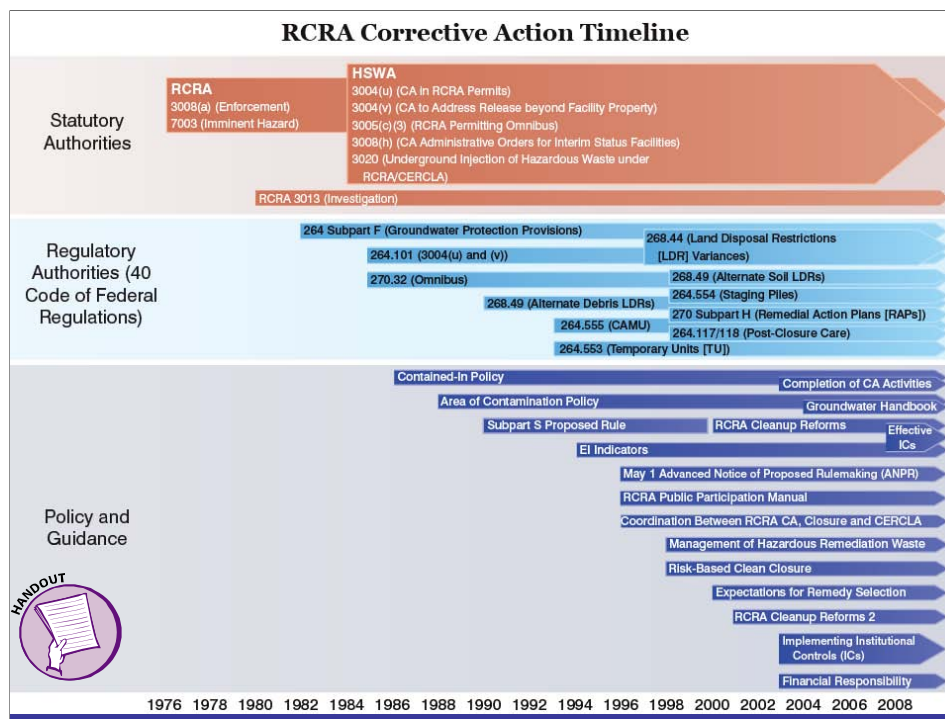 RCRA Corrective Action Timeline
Statutory
Authorities
RCRA
3008(a) (Enforcement)
7003 (Imminent Hazard)
HSWA
3004(u) (CA in RCRA Permits)
3004(v) (CA to Address Release beyond Facility Property)
3005(c)(3) (RCRA Permitting Omnibus)
3008(h) (CA Administrative Orders for Interim Status Facilities)
3020 (Underground Injection of Hazardous Waste under
RCRA/CERCLA)
RCRA 3013 (Investigation)
Regulatory
Authorities (40
Code of Federal
Regulations)
264 Subpart F (Groundwater Protection Provisions)
268.44 (Land Disposal Restrictions
[LDR] Variances)
264.101 (3004(u) and (v))
270.32 (Omnibus)
268.49 (Alternate Soil LDRs)
264.554 (Staging Piles)
268.49 (Alternate Debris LDRs)
270 Subpart H (Remedial Action Plans [RAPs])
264.555 (CAMU)
264.117/118 (Post-Closure Care)
264.553 (Temporary Units [TU])
Policy and
Guidance
Contained-In Policy
Completion of CA Activities
Area of Contamination Policy
Groundwater Handbook
Subpart S Proposed Rule
RCRA Cleanup Reforms
Effective
ICs
EI Indicators
May 1 Advanced Notice of Proposed Rulemaking (ANPR)
RCRA Public Participation Manual
Coordination Between RCRA CA, Closure and CERCLA
Management of Hazardous Remediation Waste
Risk-Based Clean Closure
Expectations for Remedy Selection
RCRA Cleanup Reforms 2
Implementing Institutional
Controls (ICs)
Financial Responsibility
HANDOUT
1976 1978 1980 1982 1984 1986 1988 1990 1992 1994 1996 1998 2000 2002 2004 2006 2008